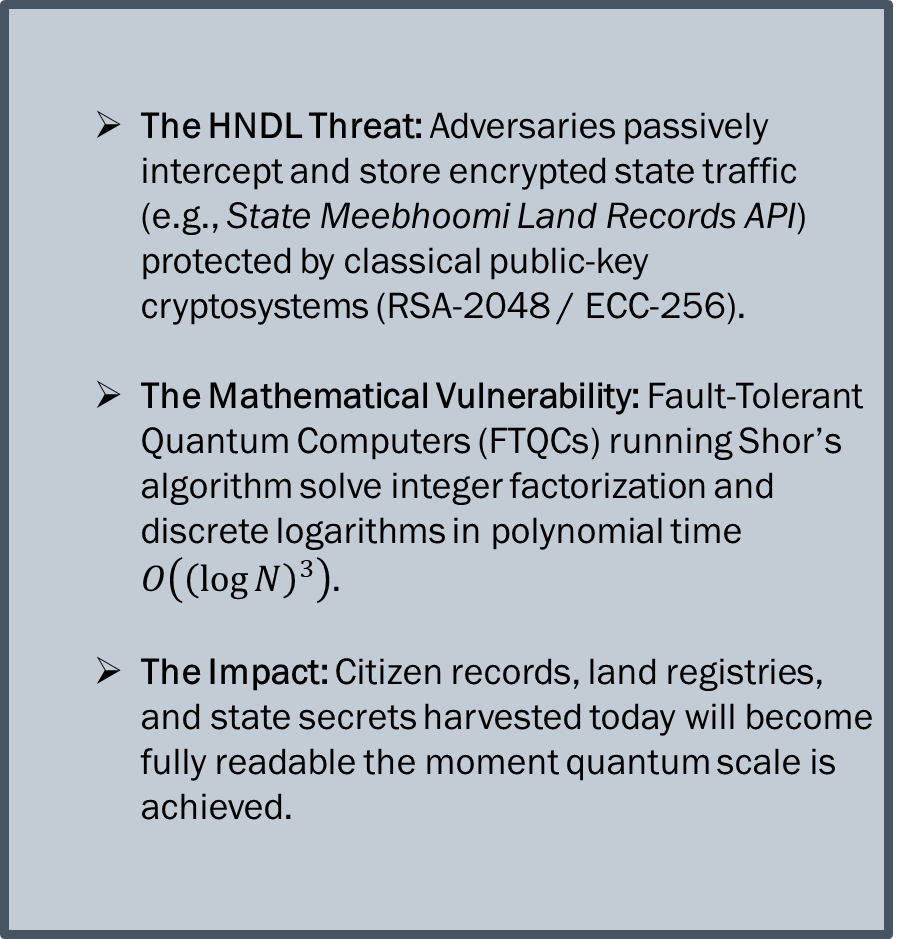 ➢ The HNDL Threat: Adversaries passively
intercept and store encrypted state traffic
(e.g., State Meebhoomi Land Records API)
protected by classical public-key
cryptosystems (RSA-2048 / ECC-256).
➢ The Mathematical Vulnerability: Fault-Tolerant
Quantum Computers (FTQCs) running Shor’s
algorithm solve integer factorization and
discrete logarithms in polynomial time
O((log N)³).
➢ The Impact: Citizen records, land registries,
and state secrets harvested today will become
fully readable the moment quantum scale is
achieved.